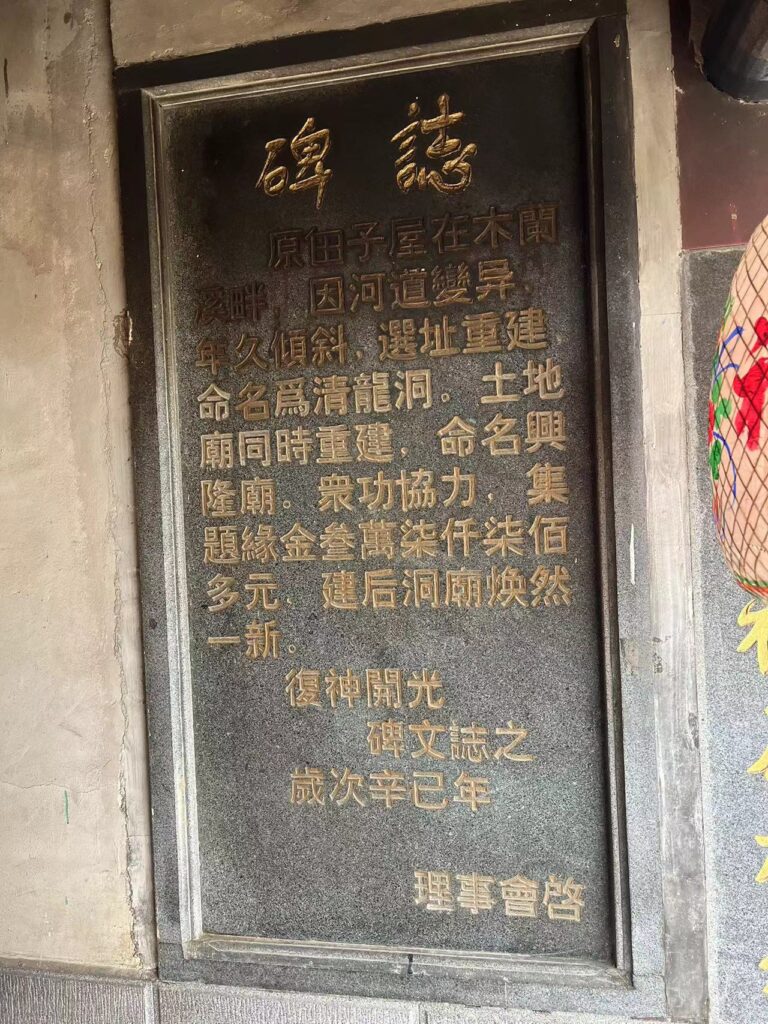 碑誌
原田子屋在木蘭
溪畔，因河道變异，
年久傾斜，選址重建，
命名爲清龍洞。土地
廟同時重建，命名興
隆廟。衆功協力，集
題緣金叁萬柒仟柒佰
多元，建后洞廟焕然
一新。
復神開光
碑文誌之
歲次辛巳年
理事會啓